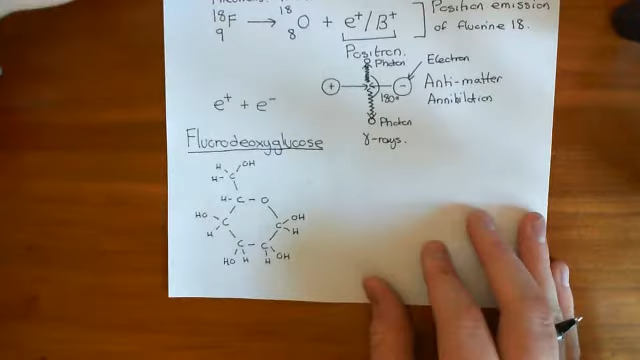 18F → 18O + e+/β+ ] Positron emission
9 8 of fluorine 18.
Positron.
Photon
Electron
+ −
180°
Anti-matter
Annihilation
e+ + e−
Photon
γ-rays.
Fluorodeoxyglucose
H OH
H - C
H - C - O
HO C C OH
H H
C - C
HO H H OH